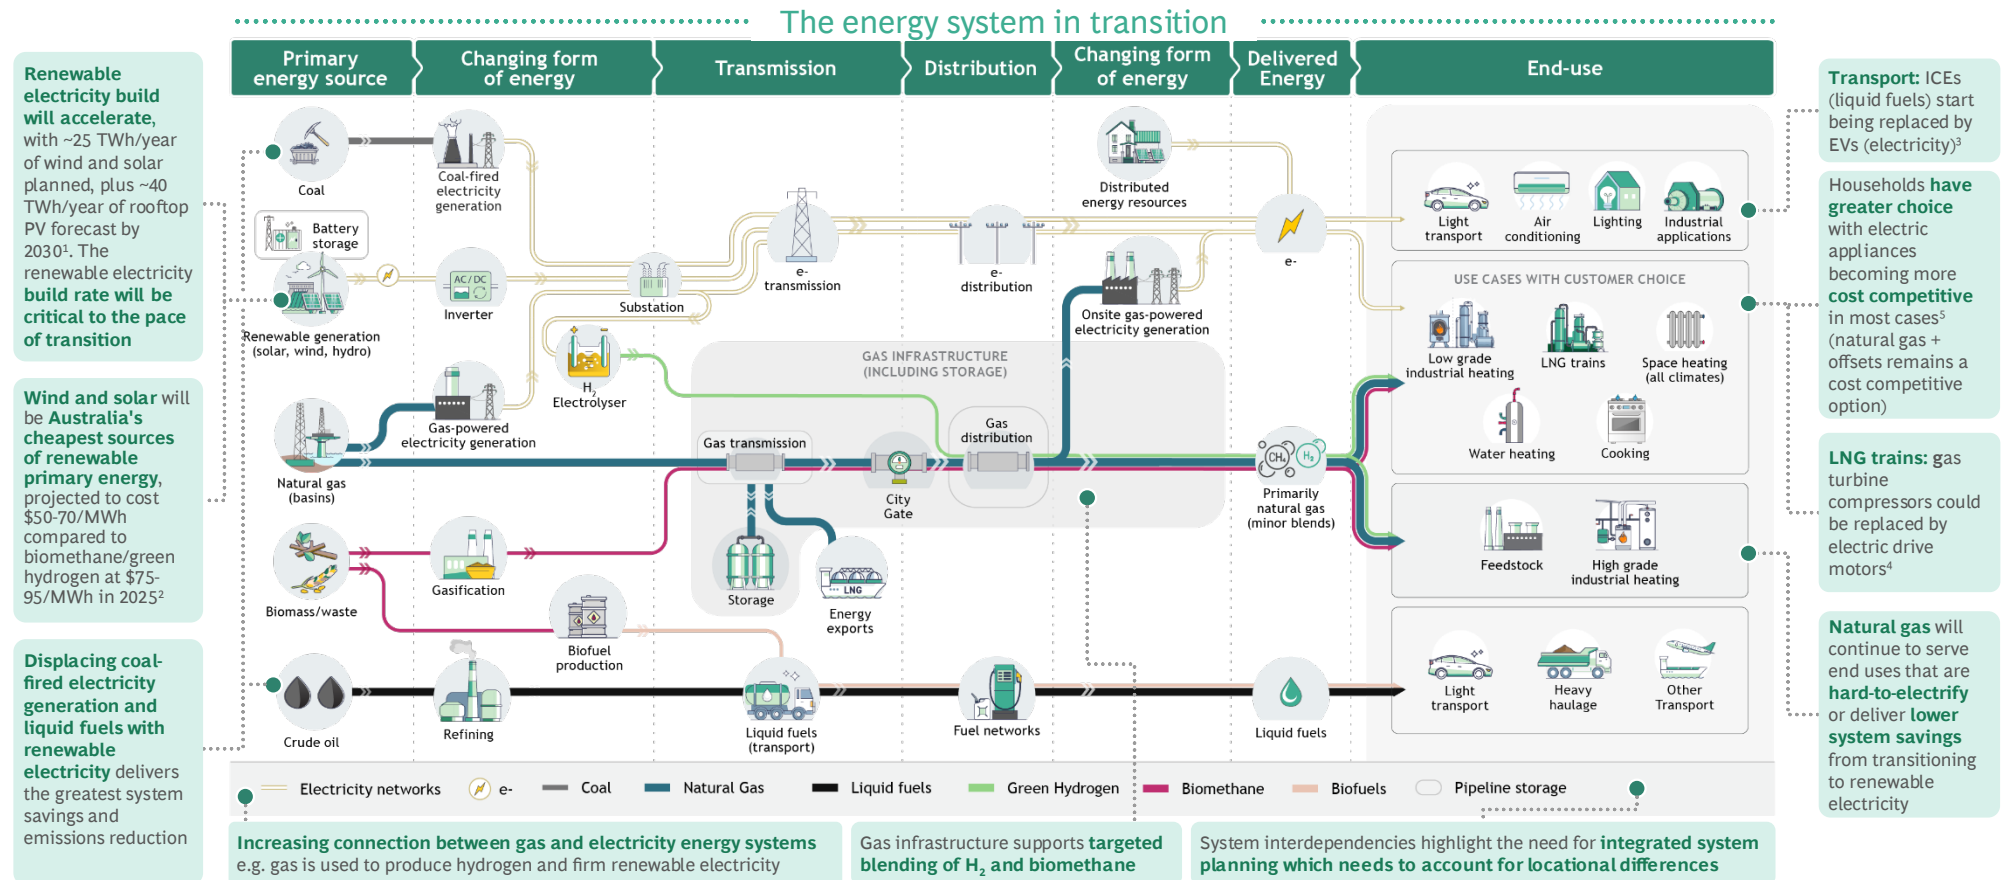 The energy system in transition
Primary
energy source
Changing form
of energy
Transmission
Distribution
Changing form
of energy
Delivered
Energy
End-use
Renewable
electricity build
will accelerate,
with ~25 TWh/year
of wind and solar
planned, plus ~40
TWh/year of rooftop
PV forecast by
2030¹. The
renewable electricity
build rate will be
critical to the pace
of transition
Wind and solar will
be Australia's
cheapest sources
of renewable
primary energy,
projected to cost
$50-70/MWh
compared to
biomethane/green
hydrogen at $75-
95/MWh in 2025²
Displacing coal-
fired electricity
generation and
liquid fuels with
renewable
electricity delivers
the greatest system
savings and
emissions reduction
Coal
Battery
storage
Renewable generation
(solar, wind, hydro)
Natural gas
(basins)
Biomass/waste
Crude oil
Coal-fired
electricity
generation
AC / DC
Inverter
Gas-powered
electricity generation
H₂
Electrolyser
Gasification
Biofuel
production
Refining
Substation
e-
transmission
e-
distribution
GAS INFRASTRUCTURE
(INCLUDING STORAGE)
Gas transmission
City
Gate
Gas
distribution
Storage
LNG
Energy
exports
Liquid fuels
(transport)
Fuel networks
Distributed
energy resources
Onsite gas-powered
electricity generation
e-
CH₄
H₂
Primarily
natural gas
(minor blends)
Liquid fuels
Light
transport
Air
conditioning
Lighting
Industrial
applications
USE CASES WITH CUSTOMER CHOICE
Low grade
industrial heating
LNG trains
Space heating
(all climates)
Water heating
Cooking
Feedstock
High grade
industrial heating
Light
transport
Heavy
haulage
Other
Transport
Transport: ICEs
(liquid fuels) start
being replaced by
EVs (electricity)³
Households have
greater choice
with electric
appliances
becoming more
cost competitive
in most cases⁵
(natural gas +
offsets remains a
cost competitive
option)
LNG trains: gas
turbine
compressors could
be replaced by
electric drive
motors⁴
Natural gas will
continue to serve
end uses that are
hard-to-electrify
or deliver lower
system savings
from transitioning
to renewable
electricity
Electricity networks
e-
Coal
Natural Gas
Liquid fuels
Green Hydrogen
Biomethane
Biofuels
Pipeline storage
Increasing connection between gas and electricity energy systems
e.g. gas is used to produce hydrogen and firm renewable electricity
Gas infrastructure supports targeted
blending of H₂ and biomethane
System interdependencies highlight the need for integrated system
planning which needs to account for locational differences